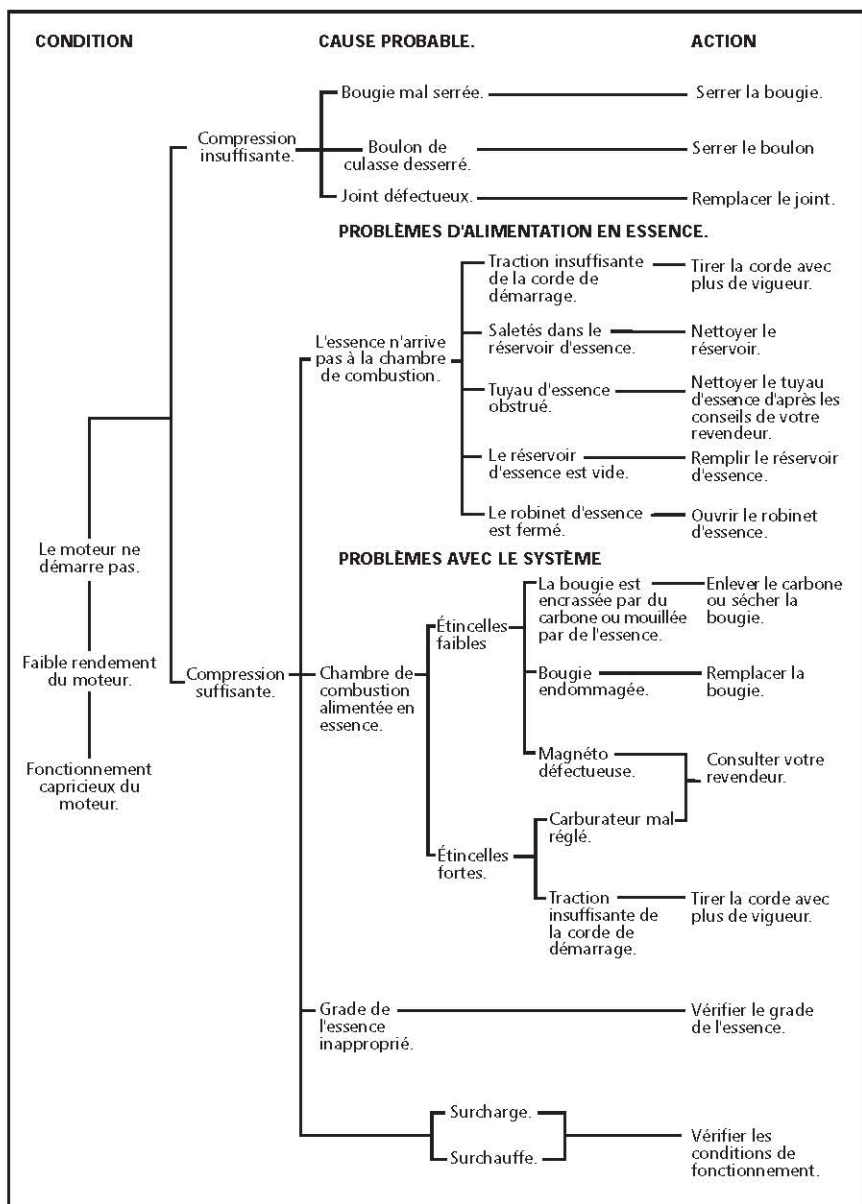 CONDITION
CAUSE PROBABLE.
ACTION
Compression
insuffisante.
Bougie mal serrée.
Serrer la bougie.
Boulon de
culasse desserré.
Serrer le boulon
Joint défectueux.
Remplacer le joint.
PROBLÈMES D'ALIMENTATION EN ESSENCE.
L'essence n'arrive
pas à la chambre
de combustion.
Traction insuffisante
de la corde de
démarrage.
Tirer la corde avec
plus de vigueur.
Saletés dans le
réservoir d'essence.
Nettoyer le
réservoir.
Tuyau d'essence
obstrué.
Nettoyer le tuyau
d'essence d'après les
conseils de votre
revendeur.
Le réservoir
d'essence est vide.
Remplir le réservoir
d'essence.
Le robinet d'essence
est fermé.
Ouvrir le robinet
d'essence.
Le moteur ne
démarre pas.
Faible rendement
du moteur.
Fonctionnement
capricieux du
moteur.
PROBLÈMES AVEC LE SYSTÈME
Compression
suffisante.
Chambre de
combustion
alimentée en
essence.
Étincelles
faibles
La bougie est
encrassée par du
carbone ou mouillée
par de l'essence.
Enlever le carbone
ou sécher la
bougie.
Bougie
endommagée.
Remplacer la
bougie.
Magnéto
défectueuse.
Consulter votre
revendeur.
Étincelles
fortes.
Carburateur mal
réglé.
Traction
insuffisante de
la corde de
démarrage.
Tirer la corde avec
plus de vigueur.
Grade de
l'essence
inapproprié.
Vérifier le grade
de l'essence.
Surcharge.
Surchauffe.
Vérifier les
conditions de
fonctionnement.